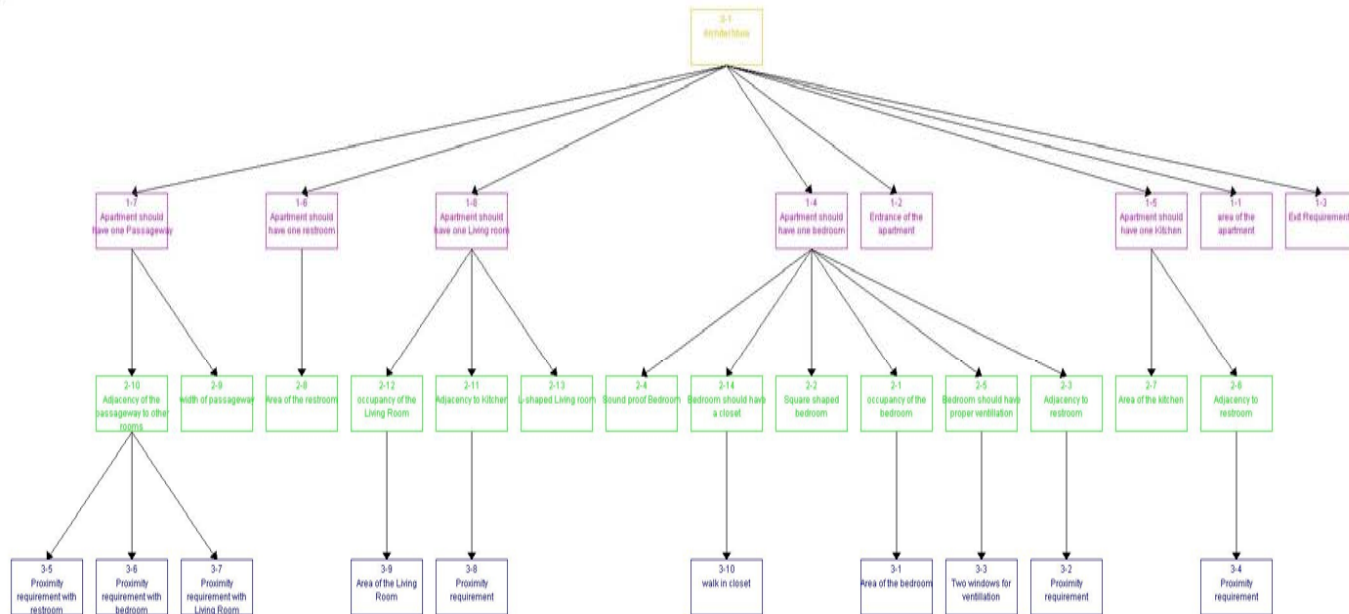 Architecture
1-7
Apartment should
have one Passageway
1-6
Apartment should
have one restroom
1-8
Apartment should
have one Living room
1-4
Apartment should
have one bedroom
1-2
Entrance of the
apartment
1-5
Apartment should
have one Kitchen
1-1
area of the
apartment
1-3
Exit Requirement
2-10
Adjacency of the
passageway to other
rooms
2-9
width of passageway
2-8
Area of the restroom
2-12
occupancy of the
Living Room
2-11
Adjacency to Kitchen
2-13
L-shaped Living room
2-4
Sound proof Bedroom
2-14
Bedroom should have
a closet
2-2
Square shaped
bedroom
2-1
occupancy of the
bedroom
2-5
Bedroom should have
proper ventillation
2-3
Adjacency to
restroom
2-7
Area of the kitchen
2-6
Adjacency to
restroom
3-5
Proximity
requirement with
restroom
3-6
Proximity
requirement with
bedroom
3-7
Proximity
requirement with
Living Room
3-9
Area of the Living
Room
3-8
Proximity
requirement
3-10
walk in closet
3-1
Area of the bedroom
3-3
Two windows for
ventillation
3-2
Proximity
requirement
3-4
Proximity
requirement